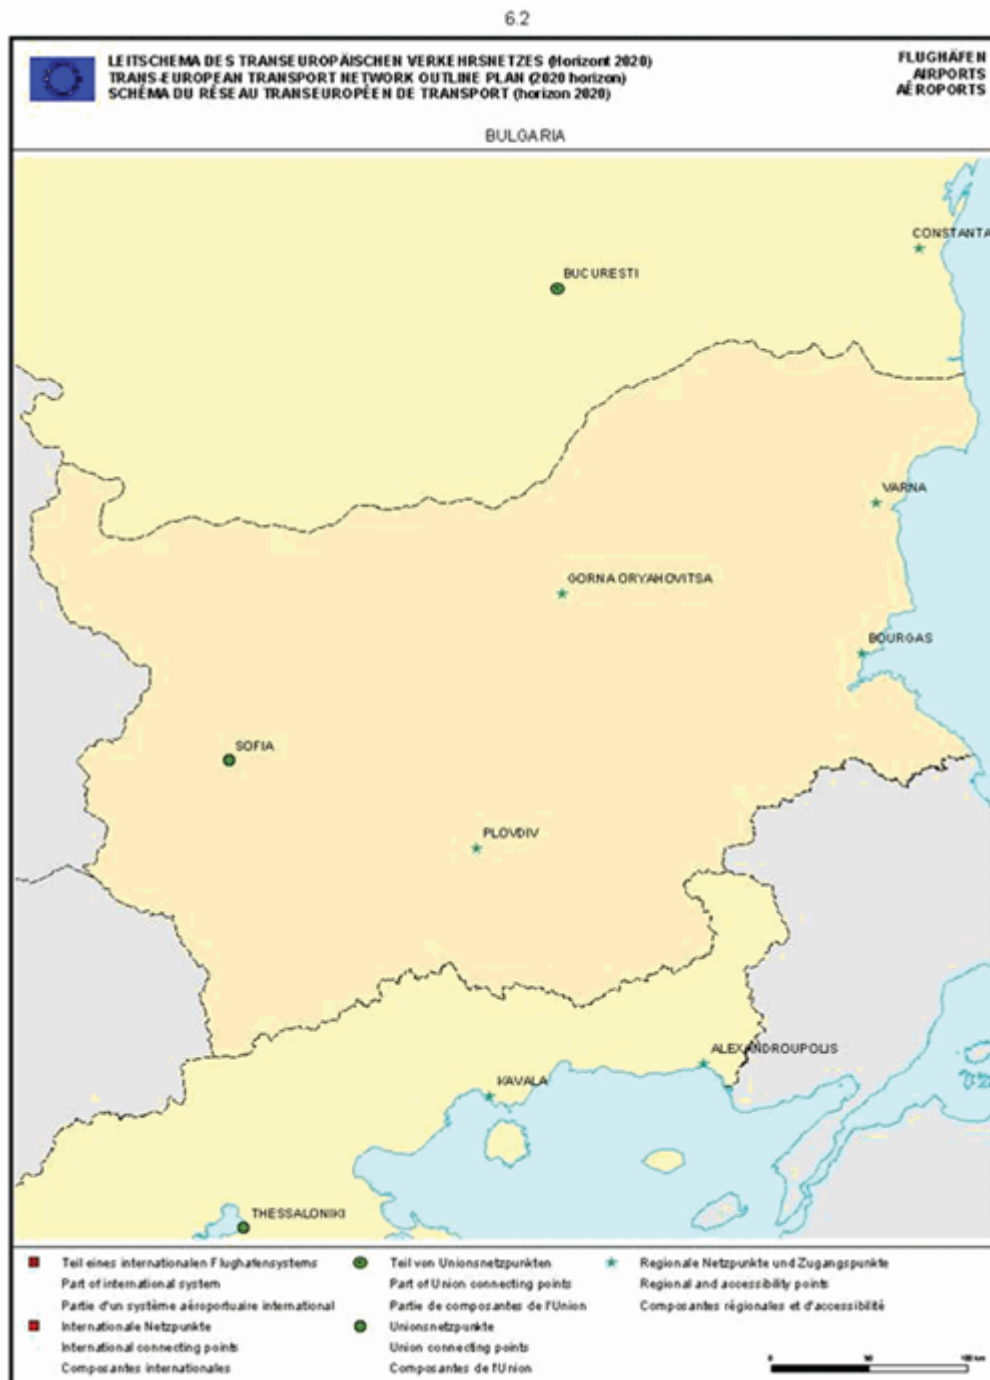 6.2
LEITSCHEMA DES TRANSEUROPÄISCHEN VERKEHRSNETZES (Horizont 2020)
TRANS-EUROPEAN TRANSPORT NETWORK OUTLINE PLAN (2020 horizon)
SCHÉMA DU RÉSEAU TRANSEUROPÉEN DE TRANSPORT (horizon 2020)
FLUGHÄFEN
AIRPORTS
AÉROPORTS
BULGARIA
CONSTANTA
BUCURESTI
VARNA
GORNA ORYAHOVITSA
BOURGAS
SOFIA
PLOVDIV
ALEXANDROUPOLIS
KAVALA
THESSALONIKI
Teil eines internationalen Flughafensystems
Part of international system
Partie d'un système aéroportuaire international
Internationale Netzpunkte
International connecting points
Composantes internationales
Teil von Unionsnetzpunkten
Part of Union connecting points
Partie de composantes de l'Union
Unionsnetzpunkte
Union connecting points
Composantes de l'Union
Regionale Netzpunkte und Zugangspunkte
Regional and accessibility points
Composantes régionales et d'accessibilité
0 50 100 km